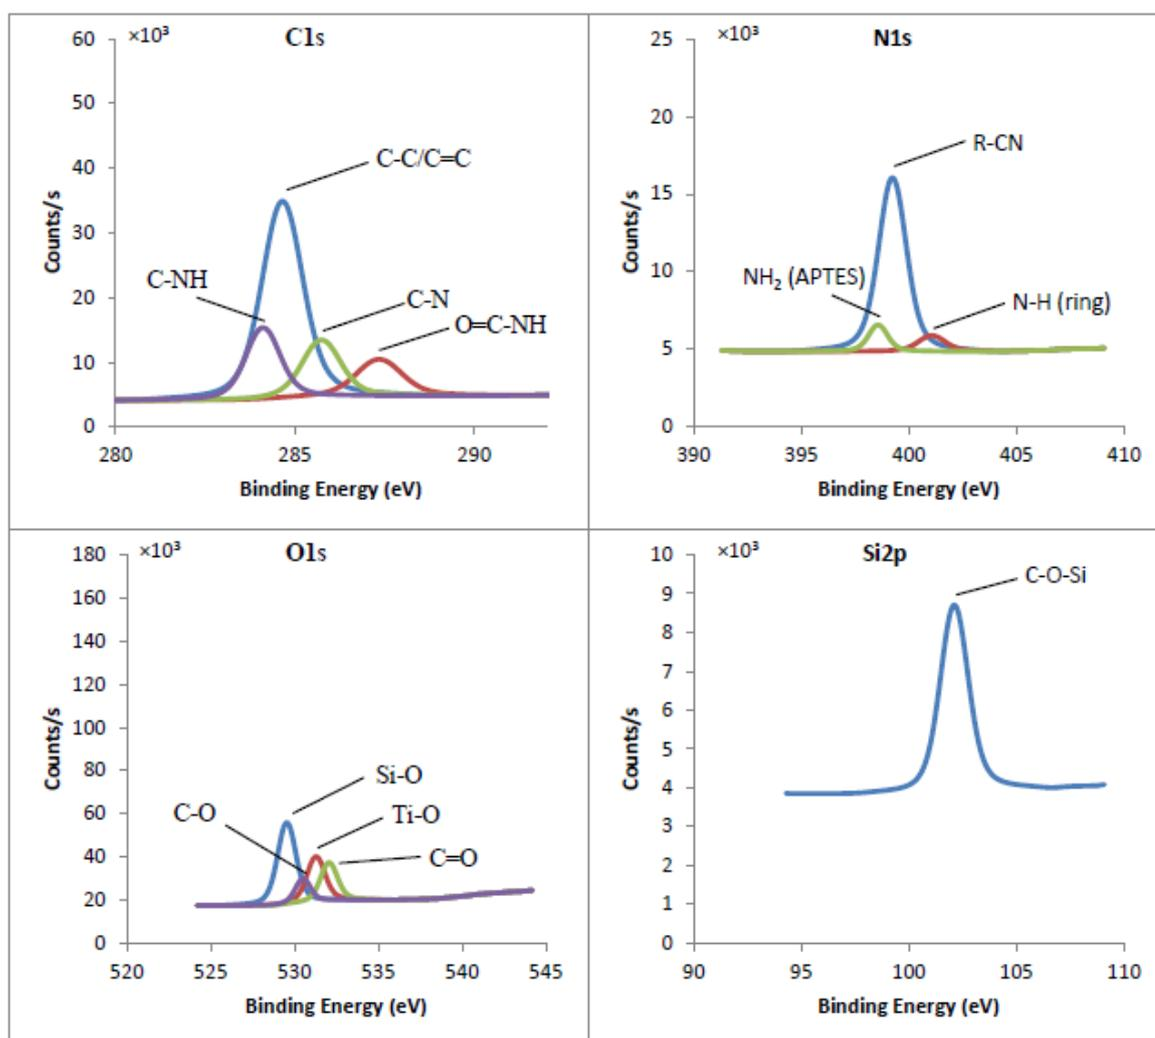 ×10³
C1s
60
50
40
30
20
10
0
Counts/s
C-C/C=C
C-NH
C-N
O=C-NH
280
285
290
Binding Energy (eV)
×10³
N1s
25
20
15
10
5
0
Counts/s
R-CN
NH₂ (APTES)
N-H (ring)
390
395
400
405
410
Binding Energy (eV)
×10³
O1s
180
160
140
120
100
80
60
40
20
0
Counts/s
Si-O
C-O
Ti-O
C=O
520
525
530
535
540
545
Binding Energy (eV)
×10³
Si2p
10
9
8
7
6
5
4
3
2
1
0
Counts/s
C-O-Si
90
95
100
105
110
Binding Energy (eV)